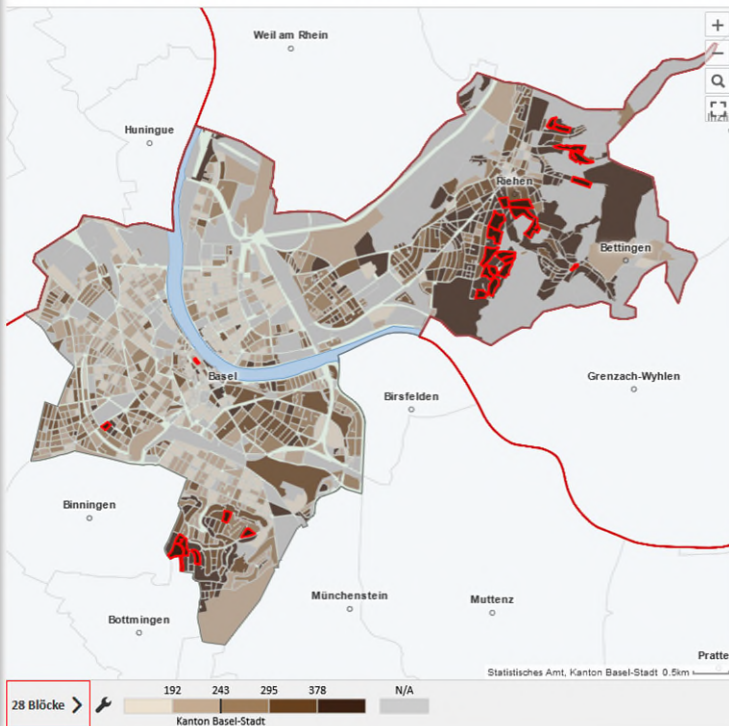 Weil am Rhein
+
−
Huningue
Riehen
Bettingen
Basel
Grenzach-Wyhlen
Birsfelden
Binningen
Münchenstein
Muttenz
Bottmingen
Pratte
Statistisches Amt, Kanton Basel-Stadt 0.5km
28 Blöcke
192 243 295 378 N/A
Kanton Basel-Stadt